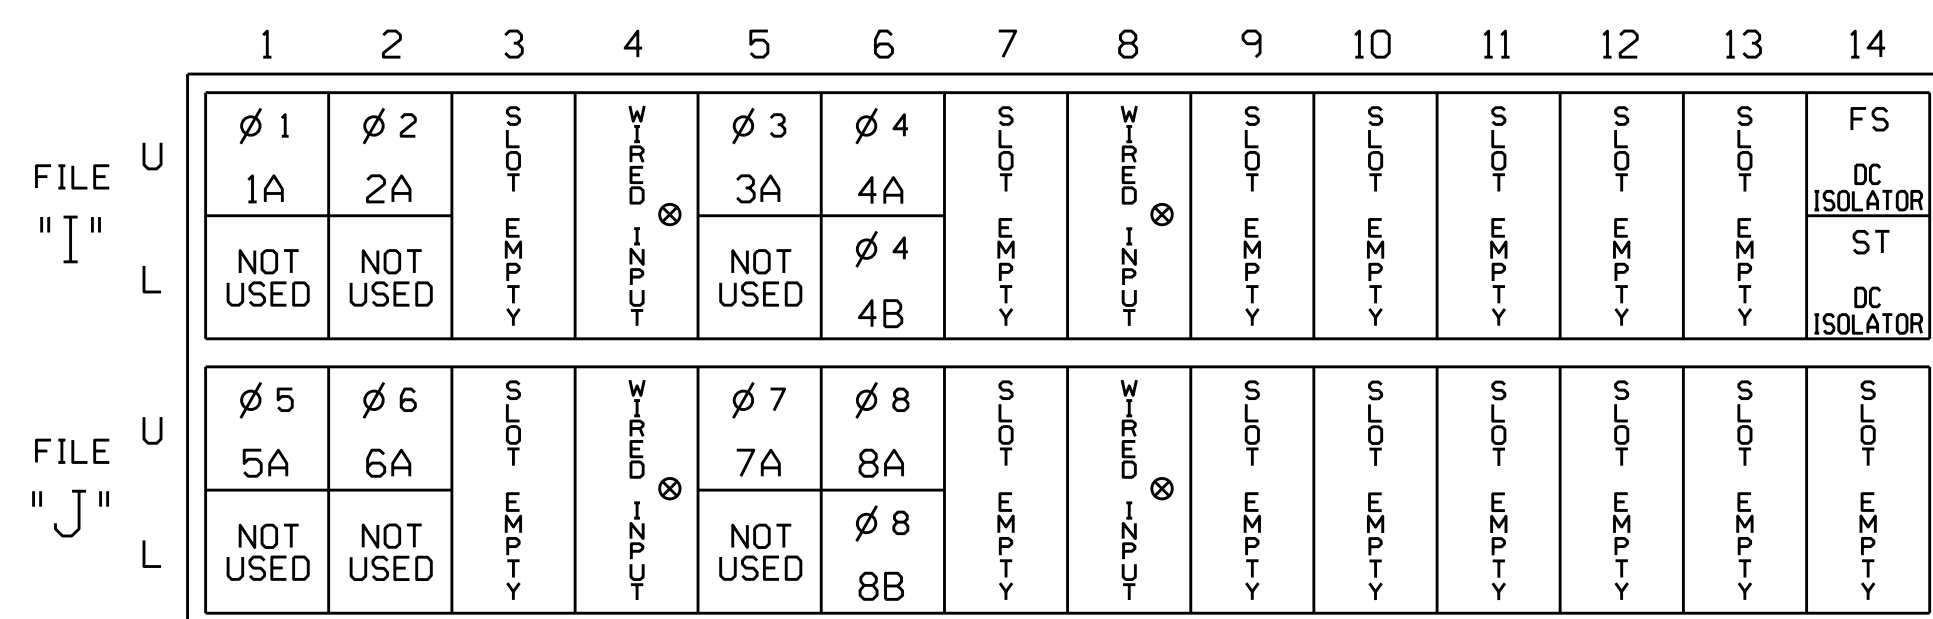 1 2 3 4 5 6 7 8 9 10 11 12 13 14
FILE "I"
U
Ø 1 1A
Ø 2 2A
SLOT EMPTY
WIRED INPUT ⊗
Ø 3 3A
Ø 4 4A
SLOT EMPTY
WIRED INPUT ⊗
SLOT EMPTY
SLOT EMPTY
SLOT EMPTY
SLOT EMPTY
SLOT EMPTY
FS
DC
ISOLATOR
L
NOT
USED
NOT
USED
NOT
USED
Ø 4
4B
ST
DC
ISOLATOR
FILE "J"
U
Ø 5 5A
Ø 6 6A
SLOT EMPTY
WIRED INPUT ⊗
Ø 7 7A
Ø 8 8A
SLOT EMPTY
WIRED INPUT ⊗
SLOT EMPTY
SLOT EMPTY
SLOT EMPTY
SLOT EMPTY
SLOT EMPTY
SLOT EMPTY
L
NOT
USED
NOT
USED
NOT
USED
Ø 8
8B